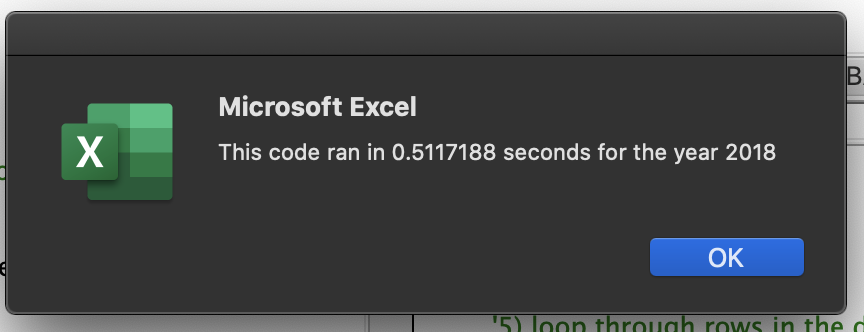 Microsoft Excel
X
This code ran in 0.5117188 seconds for the year 2018
OK
'5) loop through rows in the